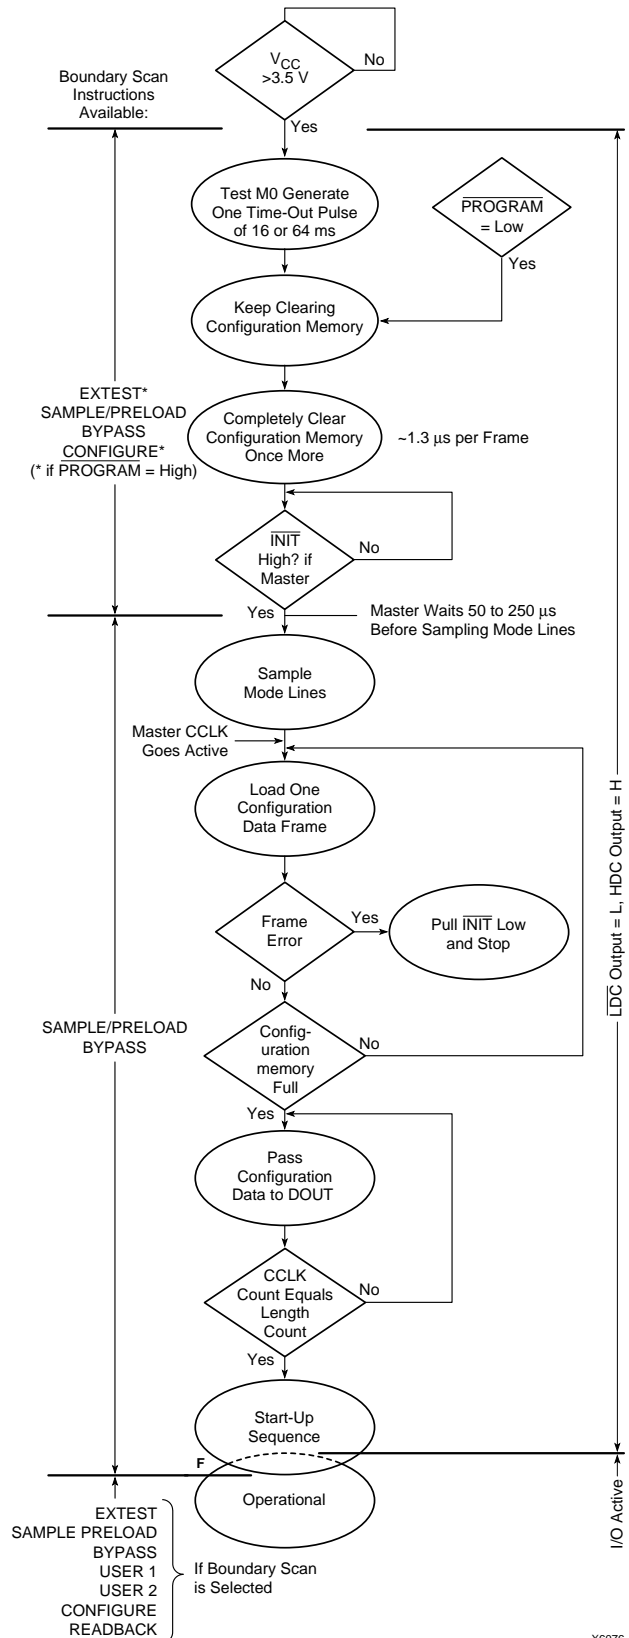 V_CC
>3.5 V
No
Yes
Boundary Scan
Instructions
Available:
Test M0 Generate
One Time-Out Pulse
of 16 or 64 ms
PROGRAM
= Low
Yes
Keep Clearing
Configuration Memory
EXTEST*
SAMPLE/PRELOAD
BYPASS
CONFIGURE*
(* if PROGRAM = High)
Completely Clear
Configuration Memory
Once More
~1.3 μs per Frame
INIT
High? if
Master
No
Yes
Master Waits 50 to 250 μs
Before Sampling Mode Lines
Sample
Mode Lines
Master CCLK
Goes Active
Load One
Configuration
Data Frame
LDC Output = L, HDC Output = H
Frame
Error
Yes
Pull INIT Low
and Stop
No
SAMPLE/PRELOAD
BYPASS
Config-
uration
memory
Full
No
Yes
Pass
Configuration
Data to DOUT
CCLK
Count Equals
Length
Count
No
Yes
Start-Up
Sequence
F
Operational
I/O Active
EXTEST
SAMPLE PRELOAD
BYPASS
USER 1
USER 2
CONFIGURE
READBACK
If Boundary Scan
is Selected